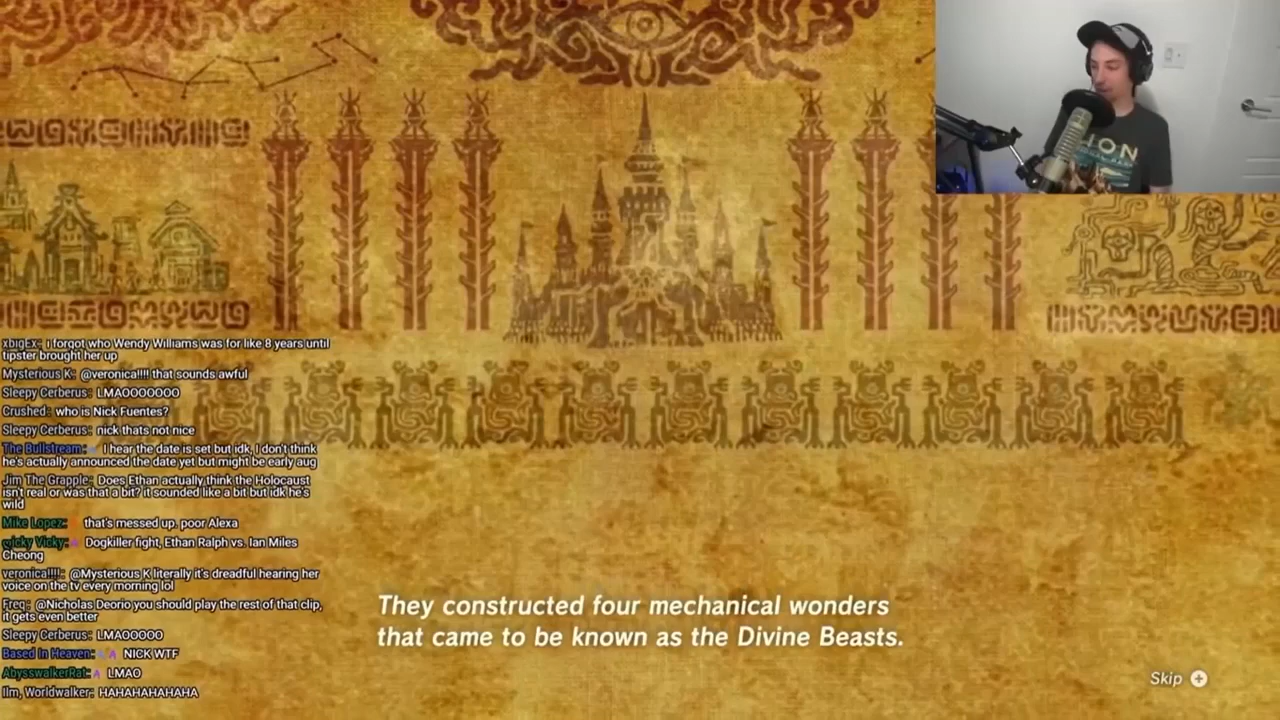 xbigEx: i forgot who Wendy Williams was for like 8 years until
tipster brought her up
Mysterious K: @veronica!!!! that sounds awful
Sleepy Cerberus: LMAOOOOOOO
Crushed: who is Nick Fuentes?
Sleepy Cerberus: nick thats not nice
The Bullstream: I hear the date is set but idk, I don't think
he's actually announced the date yet but might be early aug
Jim The Grapple: Does Ethan actually think the Holocaust
isn't real or was that a bit? it sounded like a bit but idk he's
wild
Mike Lopez: that's messed up. poor Alexa
Vicky: Dogkiller fight, Ethan Ralph vs. Ian Miles
Cheong
veronica!!!!: @Mysterious K literally it's dreadful hearing her
voice on the tv every morning lol
Freq: @Nicholas Deorio you should play the rest of that clip,
it gets even better
Sleepy Cerberus: LMAOOOOO
Based In Heaven: NICK WTF
AbysswalkerRat: LMAO
Ilm, Worldwalker: HAHAHAHAHAHA
They constructed four mechanical wonders
that came to be known as the Divine Beasts.
Skip